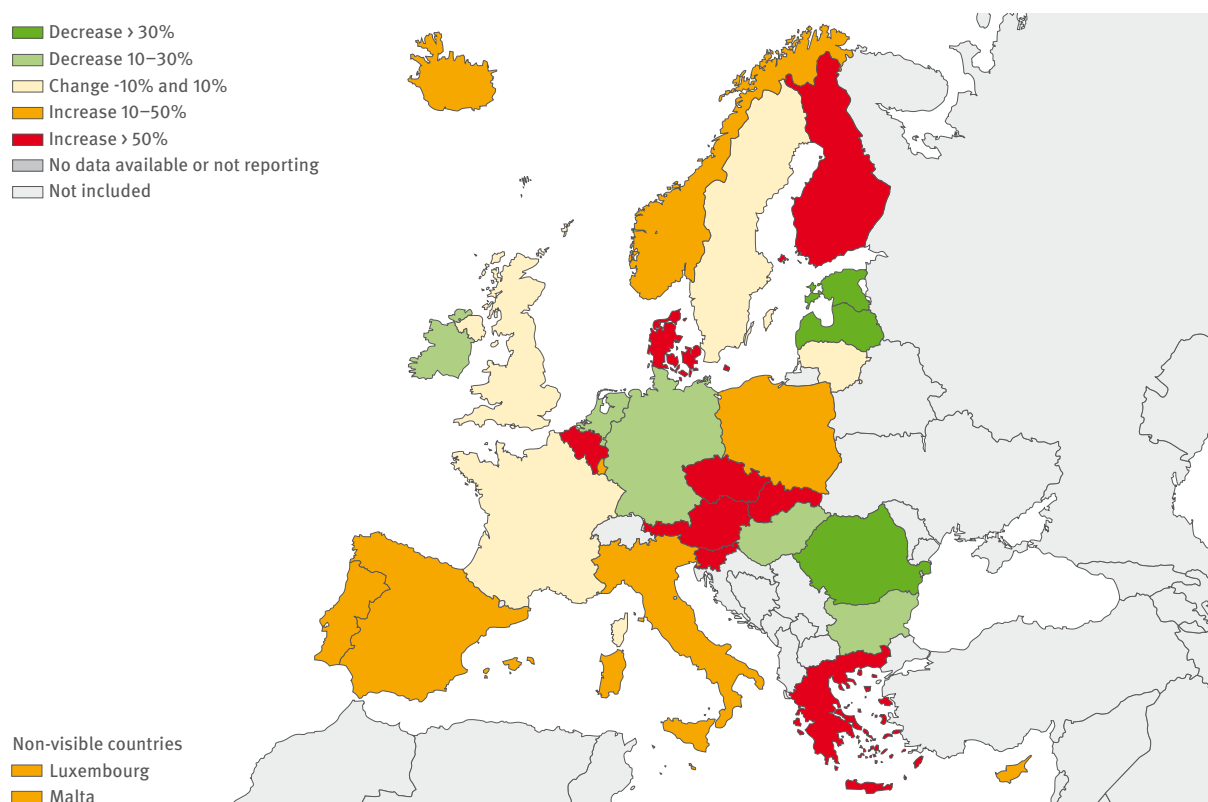 Decrease > 30%
Decrease 10–30%
Change -10% and 10%
Increase 10–50%
Increase > 50%
No data available or not reporting
Not included
Non-visible countries
Luxembourg
Malta